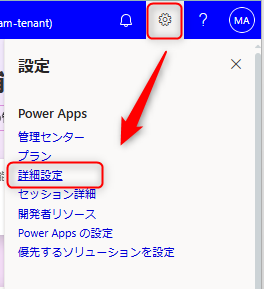 am-tenant)
?
MA
設定
Power Apps
管理センター
プラン
詳細設定
セッション詳細
開発者リソース
Power Apps の設定
優先するソリューションを設定